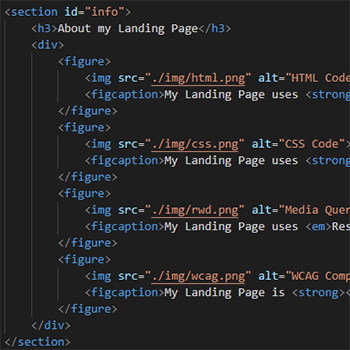 <section id="info">
<h3>About my Landing Page</h3>
<div>
<figure>
<img src="./img/html.png" alt="HTML Code
<figcaption>My Landing Page uses <strong
</figure>
<figure>
<img src="./img/css.png" alt="CSS Code">
<figcaption>My Landing Page uses <strong
</figure>
<figure>
<img src="./img/rwd.png" alt="Media Quer
<figcaption>My Landing Page uses <em>Res
</figure>
<figure>
<img src="./img/wcag.png" alt="WCAG Comp
<figcaption>My Landing Page is <strong><
</figure>
</div>
</section>